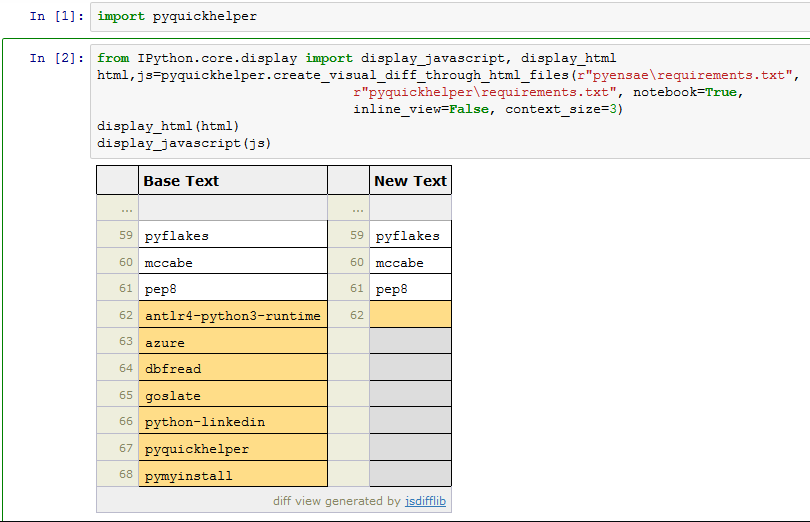 In [1]: import pyquickhelper
In [2]: from IPython.core.display import display_javascript, display_html
html,js=pyquickhelper.create_visual_diff_through_html_files(r"pyensae\requirements.txt",
r"pyquickhelper\requirements.txt", notebook=True,
inline_view=False, context_size=3)
display_html(html)
display_javascript(js)
Base Text New Text
... ...
59 pyflakes 59 pyflakes
60 mccabe 60 mccabe
61 pep8 61 pep8
62 antlr4-python3-runtime 62
63 azure
64 dbfread
65 goslate
66 python-linkedin
67 pyquickhelper
68 pymyinstall
diff view generated by jsdifflib